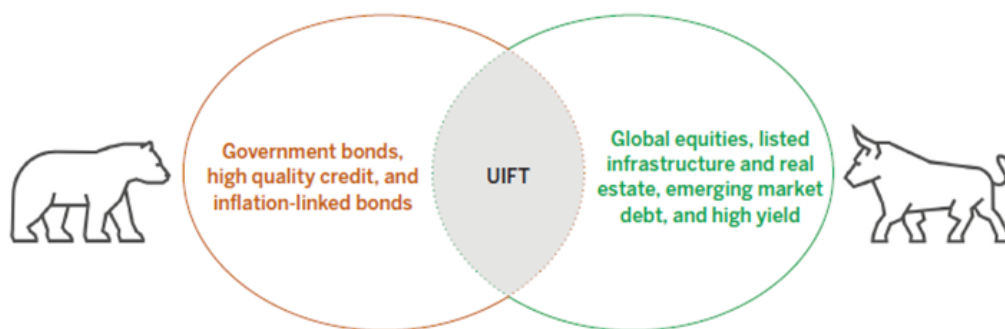 Government bonds,
high quality credit, and
inflation-linked bonds
UIFT
Global equities, listed
infrastructure and real
estate, emerging market
debt, and high yield